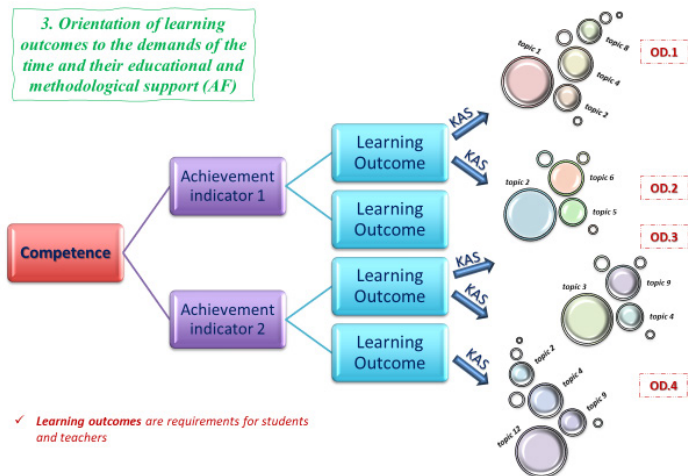 3. Orientation of learning
outcomes to the demands of the
time and their educational and
methodological support (AF)
Competence
Achievement
indicator 1
Achievement
indicator 2
Learning
Outcome
Learning
Outcome
Learning
Outcome
Learning
Outcome
KAS
KAS
KAS
KAS
KAS
topic 1
topic 8
topic 4
topic 2
OD.1
topic 2
topic 6
topic 5
OD.2
OD.3
topic 3
topic 9
topic 4
topic 2
topic 4
topic 9
topic 12
OD.4
✓ Learning outcomes are requirements for students
and teachers